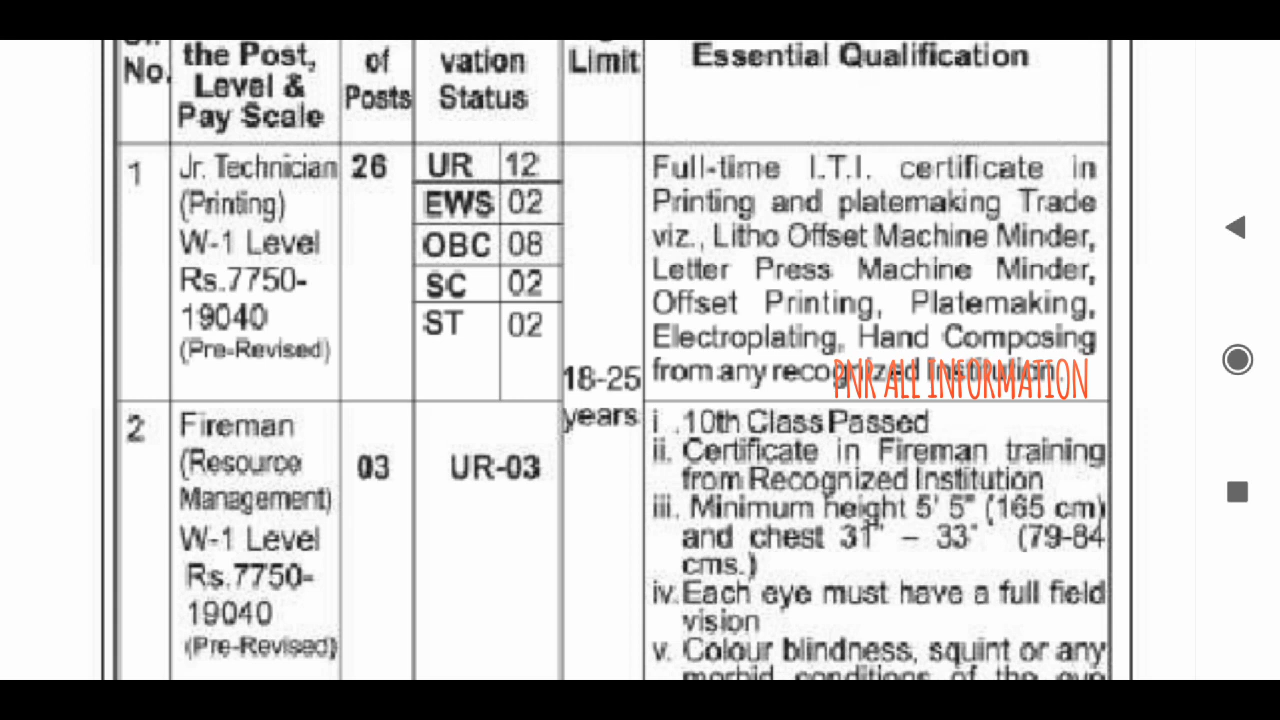 No.
the Post,
Level &
Pay Scale
of
Posts
vation
Status
Limit
Essential Qualification
1
Jr. Technician
(Printing)
W-1 Level
Rs.7750-
19040
(Pre-Revised)
26
UR 12
EWS 02
OBC 08
SC 02
ST 02
18-25
years
Full-time I.T.I. certificate in
Printing and platemaking Trade
viz., Litho Offset Machine Minder,
Letter Press Machine Minder,
Offset Printing, Platemaking,
Electroplating, Hand Composing
from any recognized Institution.
PNR ALL INFORMATION
2
Fireman
(Resource
Management)
W-1 Level
Rs.7750-
19040
(Pre-Revised)
03
UR-03
i .10th Class Passed
ii. Certificate in Fireman training
from Recognized Institution
iii. Minimum height 5' 5" (165 cm)
and chest 31" – 33" (79-84
cms.)
iv. Each eye must have a full field
vision
v. Colour blindness, squint or any
morbid conditions of the eye